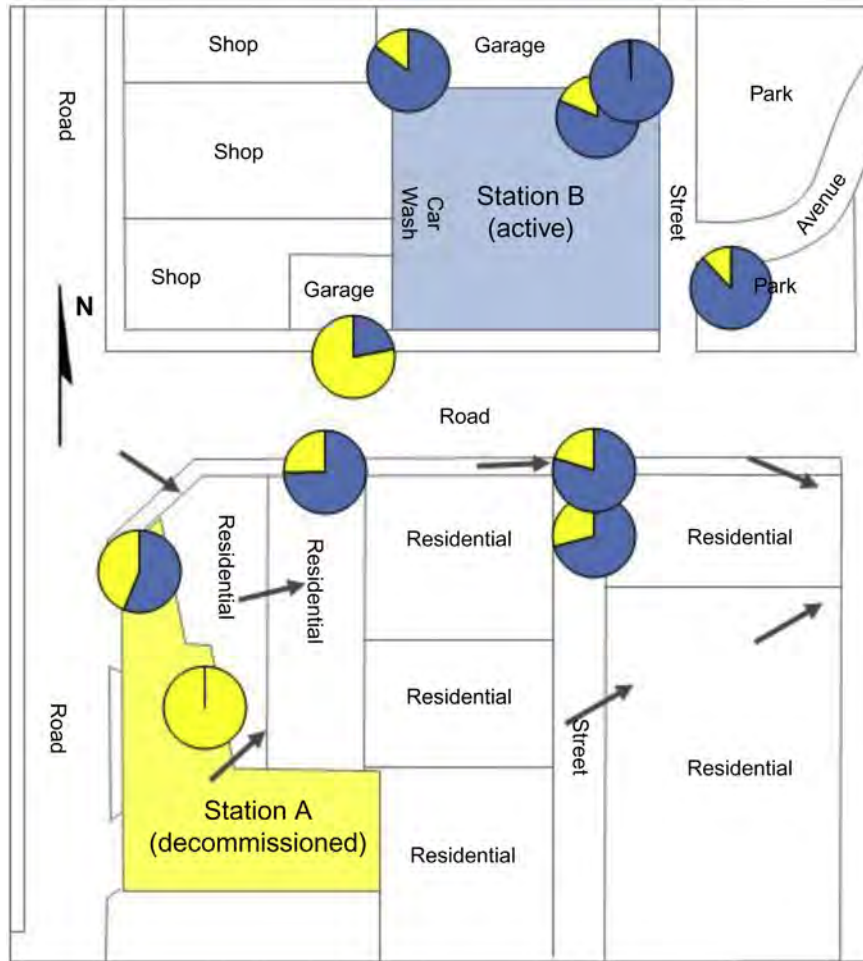 Shop
Garage
Park
Road
Shop
Station B
(active)
Car
Wash
Street
Avenue
Shop
Garage
Park
N
Road
Residential
Residential
Residential
Residential
Residential
Road
Street
Residential
Station A
(decommissioned)
Residential